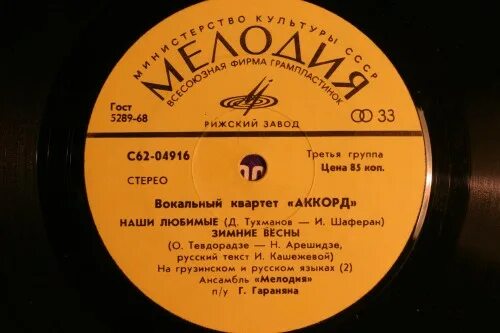 МИНИСТЕРСТВО КУЛЬТУРЫ СССР
МЕЛОДИЯ
ВСЕСОЮЗНАЯ ФИРМА ГРАМПЛАСТИНОК
РИЖСКИЙ ЗАВОД
Гост
5289-68
33
С62-04916
СТЕРЕО
Третья группа
Цена 85 коп.
Вокальный квартет «АККОРД»
НАШИ ЛЮБИМЫЕ (Д. Тухманов — И. Шаферан)
ЗИМНИЕ ВЕСНЫ
(О. Тевдорадзе — Н. Арешидзе,
русский текст И. Кашежевой)
На грузинском и русском языках (2)
Ансамбль «Мелодия»
п/у Г. Гараняна